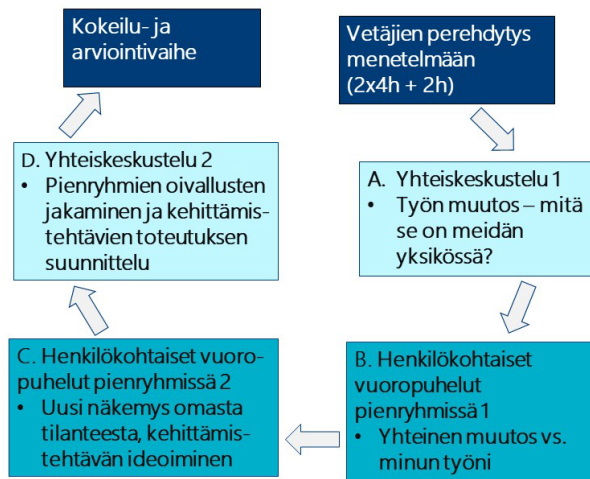 Kokeilu- ja
arviointivaihe
Vetäjien perehdytys
menetelmään
(2x4h + 2h)
D. Yhteiskeskustelu 2
• Pienryhmien oivallusten
jakaminen ja kehittämis-
tehtävien toteutuksen
suunnittelu
A. Yhteiskeskustelu 1
• Työn muutos – mitä
se on meidän
yksikössä?
C. Henkilökohtaiset vuoro-
puhelut pienryhmissä 2
• Uusi näkemys omasta
tilanteesta, kehittämis-
tehtävän ideoiminen
B. Henkilökohtaiset
vuoropuhelut
pienryhmissä 1
• Yhteinen muutos vs.
minun työni